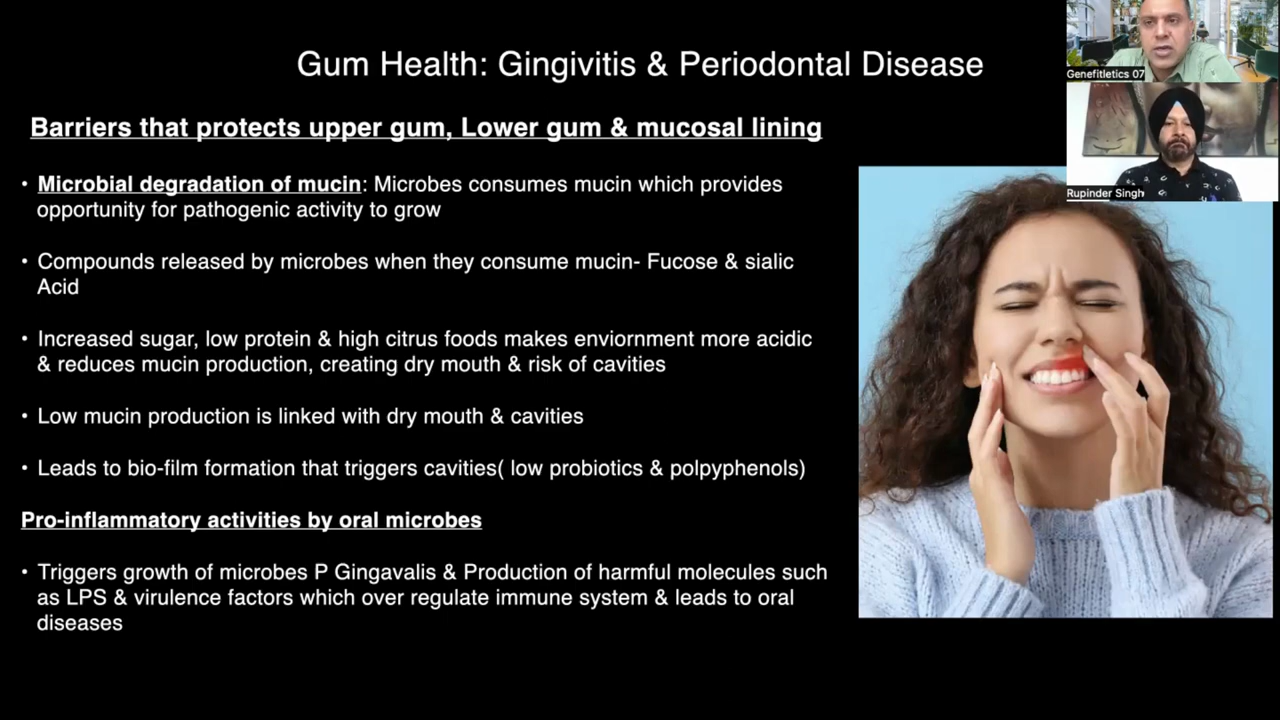 Gum Health: Gingivitis & Periodontal Disease
Genefitletics 07
Rupinder Singh
Barriers that protects upper gum, Lower gum & mucosal lining
• Microbial degradation of mucin: Microbes consumes mucin which provides
opportunity for pathogenic activity to grow
• Compounds released by microbes when they consume mucin- Fucose & sialic
Acid
• Increased sugar, low protein & high citrus foods makes enviornment more acidic
& reduces mucin production, creating dry mouth & risk of cavities
• Low mucin production is linked with dry mouth & cavities
• Leads to bio-film formation that triggers cavities( low probiotics & polpyphenols)
Pro-inflammatory activities by oral microbes
• Triggers growth of microbes P Gingavalis & Production of harmful molecules such
as LPS & virulence factors which over regulate immune system & leads to oral
diseases